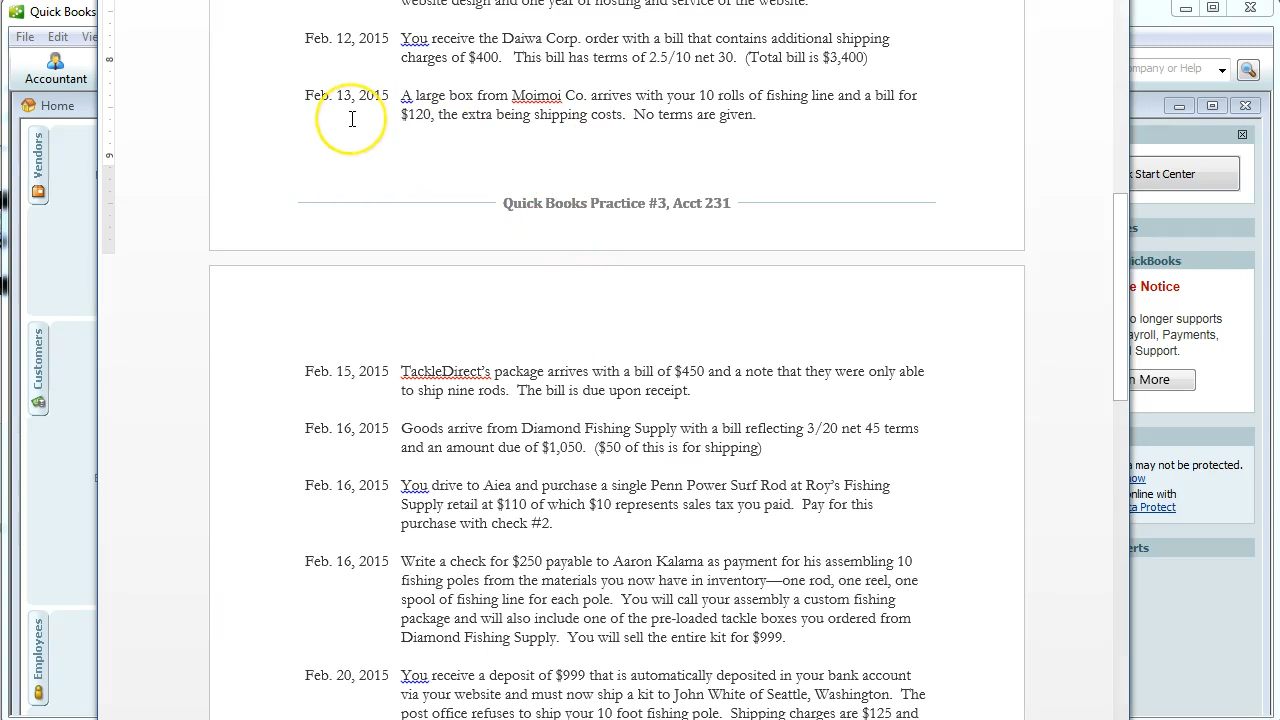 Quick Books
File Edit Vie
Accountant
Home
Vendors
Customers
Employees
8
9
website design and one year of hosting and service of the website.
Feb. 12, 2015 You receive the Daiwa Corp. order with a bill that contains additional shipping
charges of $400. This bill has terms of 2.5/10 net 30. (Total bill is $3,400)
Feb. 13, 2015 A large box from Moimoi Co. arrives with your 10 rolls of fishing line and a bill for
$120, the extra being shipping costs. No terms are given.
Quick Books Practice #3, Acct 231
Feb. 15, 2015 TackleDirect's package arrives with a bill of $450 and a note that they were only able
to ship nine rods. The bill is due upon receipt.
Feb. 16, 2015 Goods arrive from Diamond Fishing Supply with a bill reflecting 3/20 net 45 terms
and an amount due of $1,050. ($50 of this is for shipping)
Feb. 16, 2015 You drive to Aiea and purchase a single Penn Power Surf Rod at Roy's Fishing
Supply retail at $110 of which $10 represents sales tax you paid. Pay for this
purchase with check #2.
Feb. 16, 2015 Write a check for $250 payable to Aaron Kalama as payment for his assembling 10
fishing poles from the materials you now have in inventory—one rod, one reel, one
spool of fishing line for each pole. You will call your assembly a custom fishing
package and will also include one of the pre-loaded tackle boxes you ordered from
Diamond Fishing Supply. You will sell the entire kit for $999.
Feb. 20, 2015 You receive a deposit of $999 that is automatically deposited in your bank account
via your website and must now ship a kit to John White of Seattle, Washington. The
post office refuses to ship your 10 foot fishing pole. Shipping charges are $125 and
ompany or Help
k Start Center
es
ickBooks
e Notice
o longer supports
ayroll, Payments,
l Support.
n More
a may not be protected.
now
online with
ta Protect
erts